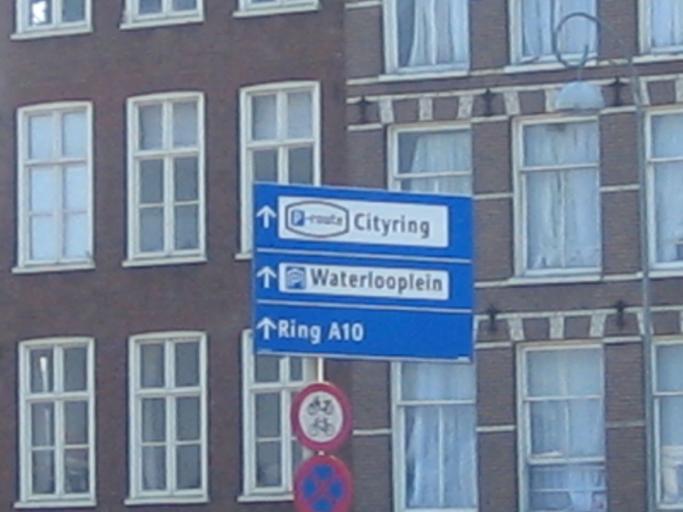 P-route Cityring
P Waterlooplein
Ring A10